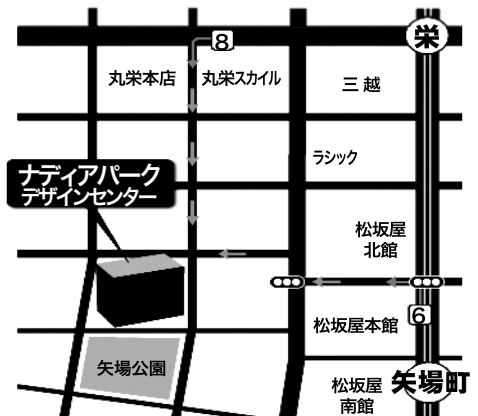 8
栄
丸栄本店
丸栄スカイル
三越
ラシック
ナディアパーク
デザインセンター
松坂屋
北館
6
松坂屋本館
矢場公園
矢場町
松坂屋
南館